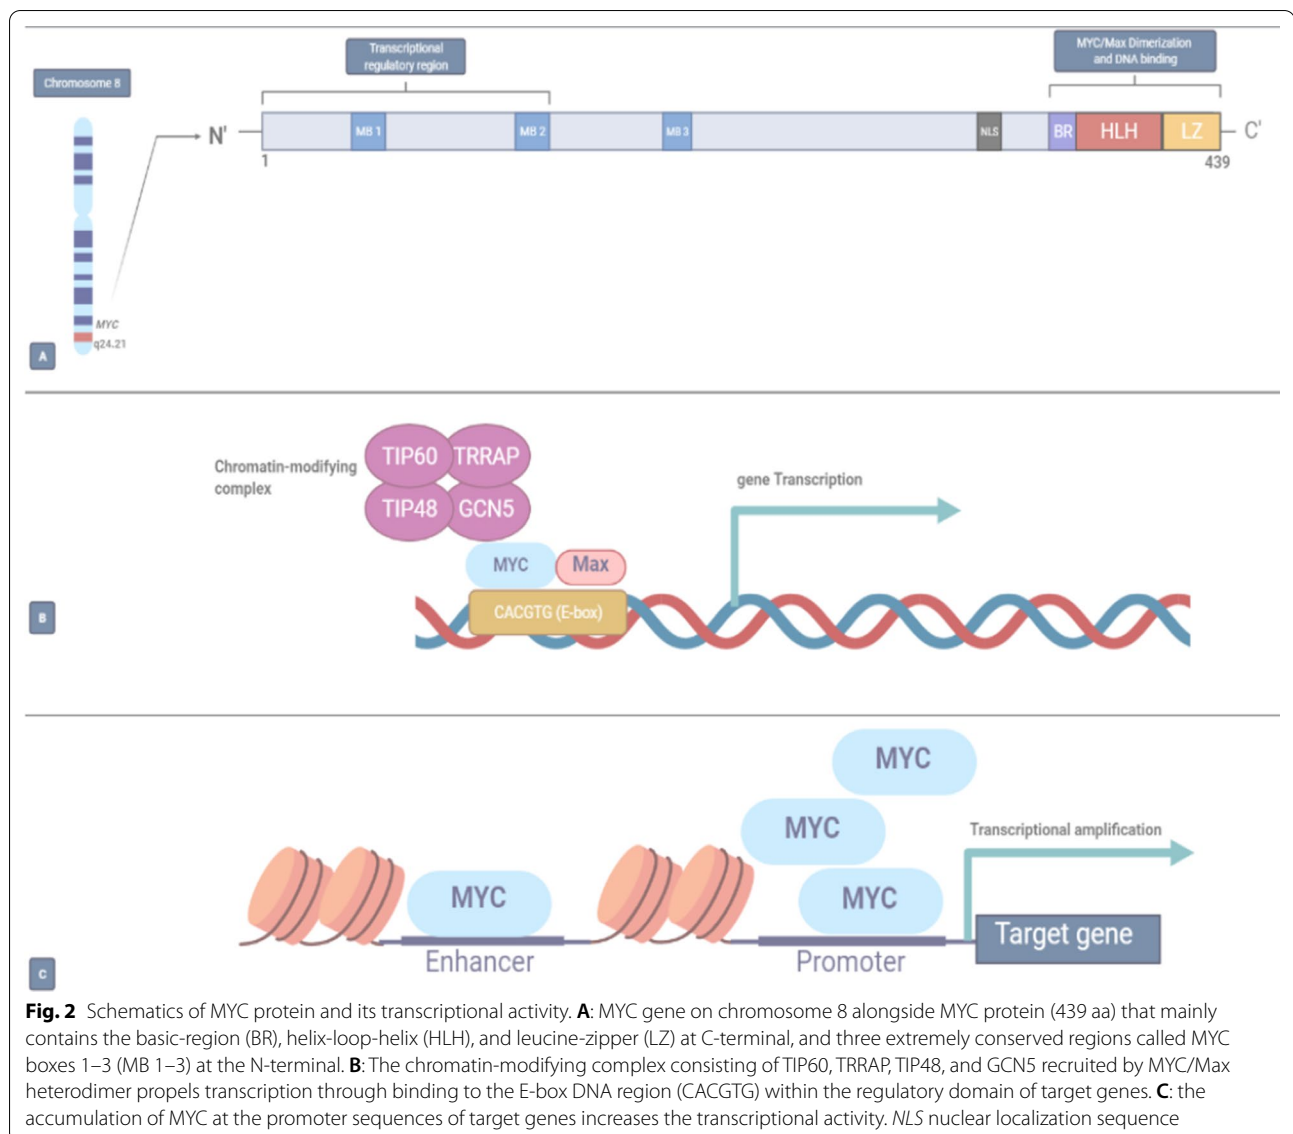 Transcriptional
regulatory region
MYC/Max Dimerization
and DNA binding
Chromosome 8
N'
MB 1
MB 2
MB 3
NLS
BR
HLH
LZ
C'
1
439
MYC
q24.21
A
Chromatin-modifying
complex
TIP60
TRRAP
TIP48
GCN5
gene Transcription
MYC
Max
CACGTG (E-box)
B
MYC
MYC
Transcriptional amplification
MYC
MYC
Target gene
Enhancer
Promoter
C
Fig. 2 Schematics of MYC protein and its transcriptional activity. A: MYC gene on chromosome 8 alongside MYC protein (439 aa) that mainly
contains the basic-region (BR), helix-loop-helix (HLH), and leucine-zipper (LZ) at C-terminal, and three extremely conserved regions called MYC
boxes 1–3 (MB 1–3) at the N-terminal. B: The chromatin-modifying complex consisting of TIP60, TRRAP, TIP48, and GCN5 recruited by MYC/Max
heterodimer propels transcription through binding to the E-box DNA region (CACGTG) within the regulatory domain of target genes. C: the
accumulation of MYC at the promoter sequences of target genes increases the transcriptional activity. NLS nuclear localization sequence